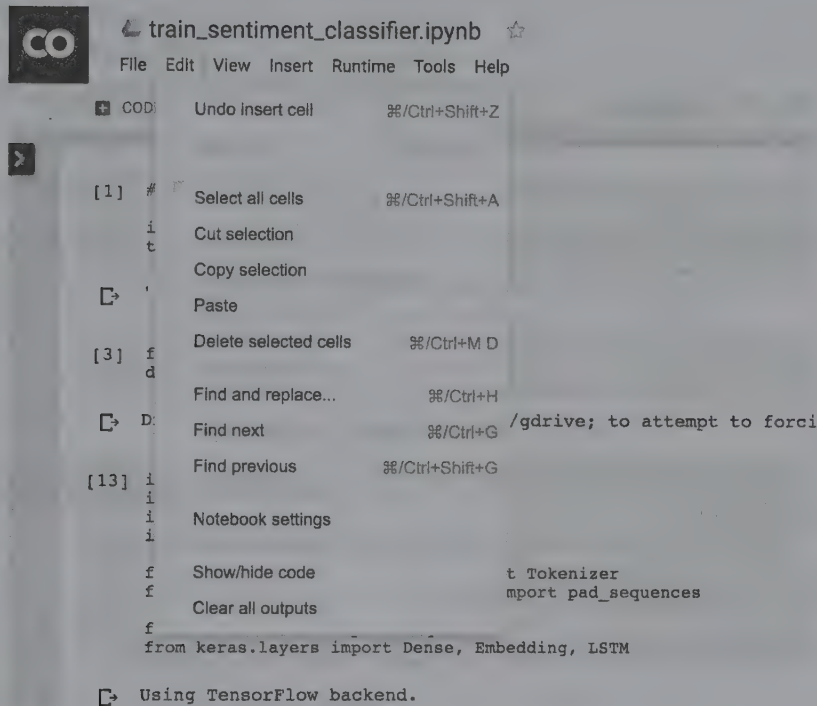 CO
train_sentiment_classifier.ipynb
File Edit View Insert Runtime Tools Help
COD
Undo insert cell ⌘/Ctrl+Shift+Z
[1] #
Select all cells ⌘/Ctrl+Shift+A
i
Cut selection
t
Copy selection
'
Paste
Delete selected cells ⌘/Ctrl+M D
[3] f
d
Find and replace... ⌘/Ctrl+H
D /gdrive; to attempt to forci
Find next ⌘/Ctrl+G
Find previous ⌘/Ctrl+Shift+G
[13] i
i
i
Notebook settings
i
f t Tokenizer
Show/hide code
f mport pad_sequences
Clear all outputs
f
from keras.layers import Dense, Embedding, LSTM
Using TensorFlow backend.